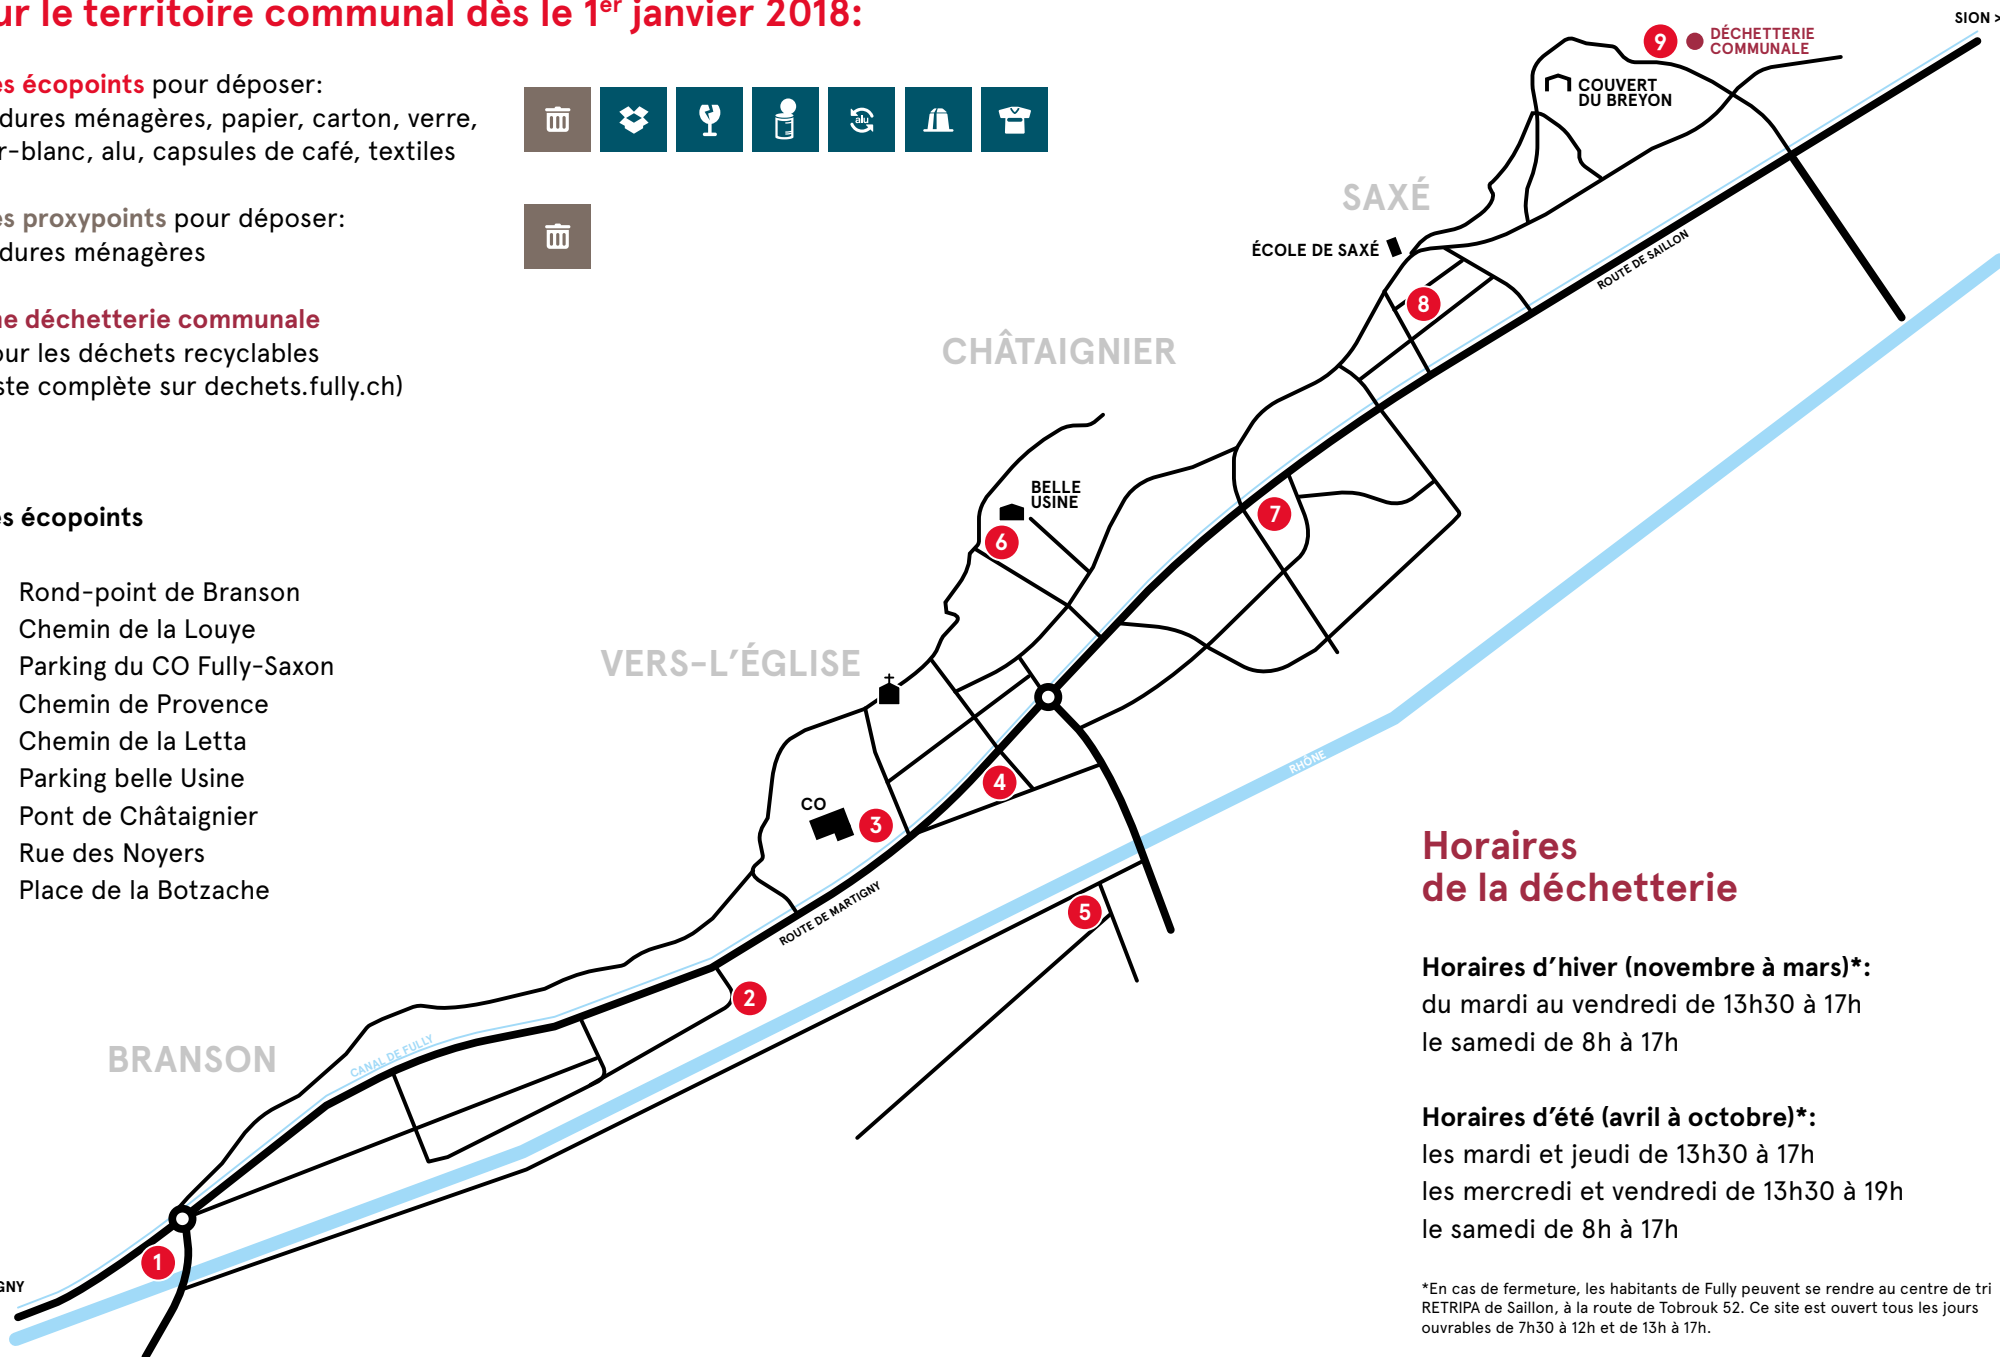 ur le territoire communal dès le 1er janvier 2018:
es écopoints pour déposer:
dures ménagères, papier, carton, verre,
r-blanc, alu, capsules de café, textiles
alu
es proxypoints pour déposer:
dures ménagères
ne déchetterie communale
our les déchets recyclables
ste complète sur dechets.fully.ch)
es écopoints
Rond-point de Branson
Chemin de la Louye
Parking du CO Fully-Saxon
Chemin de Provence
Chemin de la Letta
Parking belle Usine
Pont de Châtaignier
Rue des Noyers
Place de la Botzache
SION >
9
DÉCHETTERIE
COMMUNALE
COUVERT
DU BREYON
SAXÉ
ÉCOLE DE SAXÉ
ROUTE DE SAILLON
8
CHÂTAIGNIER
BELLE
USINE
6
7
VERS-L'ÉGLISE
RHÔNE
4
CO
3
ROUTE DE MARTIGNY
5
2
BRANSON
CANAL DE FULLY
1
GNY
Horaires
de la déchetterie
Horaires d'hiver (novembre à mars)*:
du mardi au vendredi de 13h30 à 17h
le samedi de 8h à 17h
Horaires d'été (avril à octobre)*:
les mardi et jeudi de 13h30 à 17h
les mercredi et vendredi de 13h30 à 19h
le samedi de 8h à 17h
*En cas de fermeture, les habitants de Fully peuvent se rendre au centre de tri
RETRIPA de Saillon, à la route de Tobrouk 52. Ce site est ouvert tous les jours
ouvrables de 7h30 à 12h et de 13h à 17h.